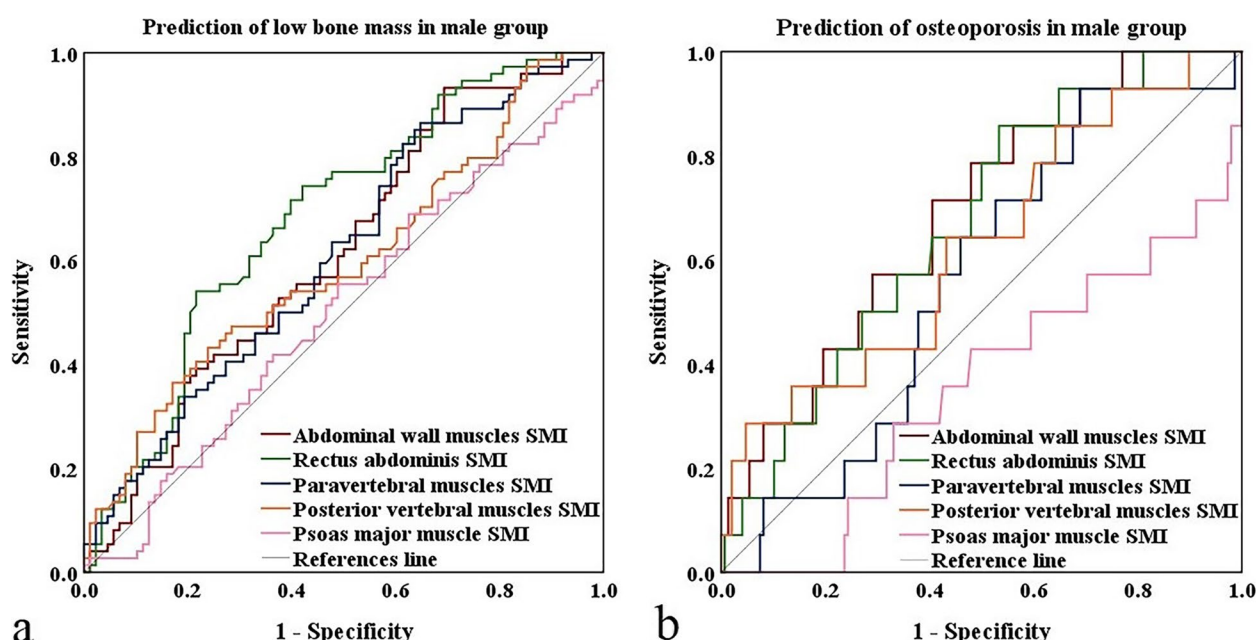 Prediction of low bone mass in male group
1.0
0.8
0.6
0.4
0.2
0.0
Sensitivity
Abdominal wall muscles SMI
Rectus abdominis SMI
Paravertebral muscles SMI
Posterior vertebral muscles SMI
Psoas major muscle SMI
References line
0.0 0.2 0.4 0.6 0.8 1.0
1 - Specificity
a
Prediction of osteoporosis in male group
1.0
0.8
0.6
0.4
0.2
0.0
Sensitivity
Abdominal wall muscles SMI
Rectus abdominis SMI
Paravertebral muscles SMI
Posterior vertebral muscles SMI
Psoas major muscle SMI
Reference line
0.0 0.2 0.4 0.6 0.8 1.0
1 - Specificity
b